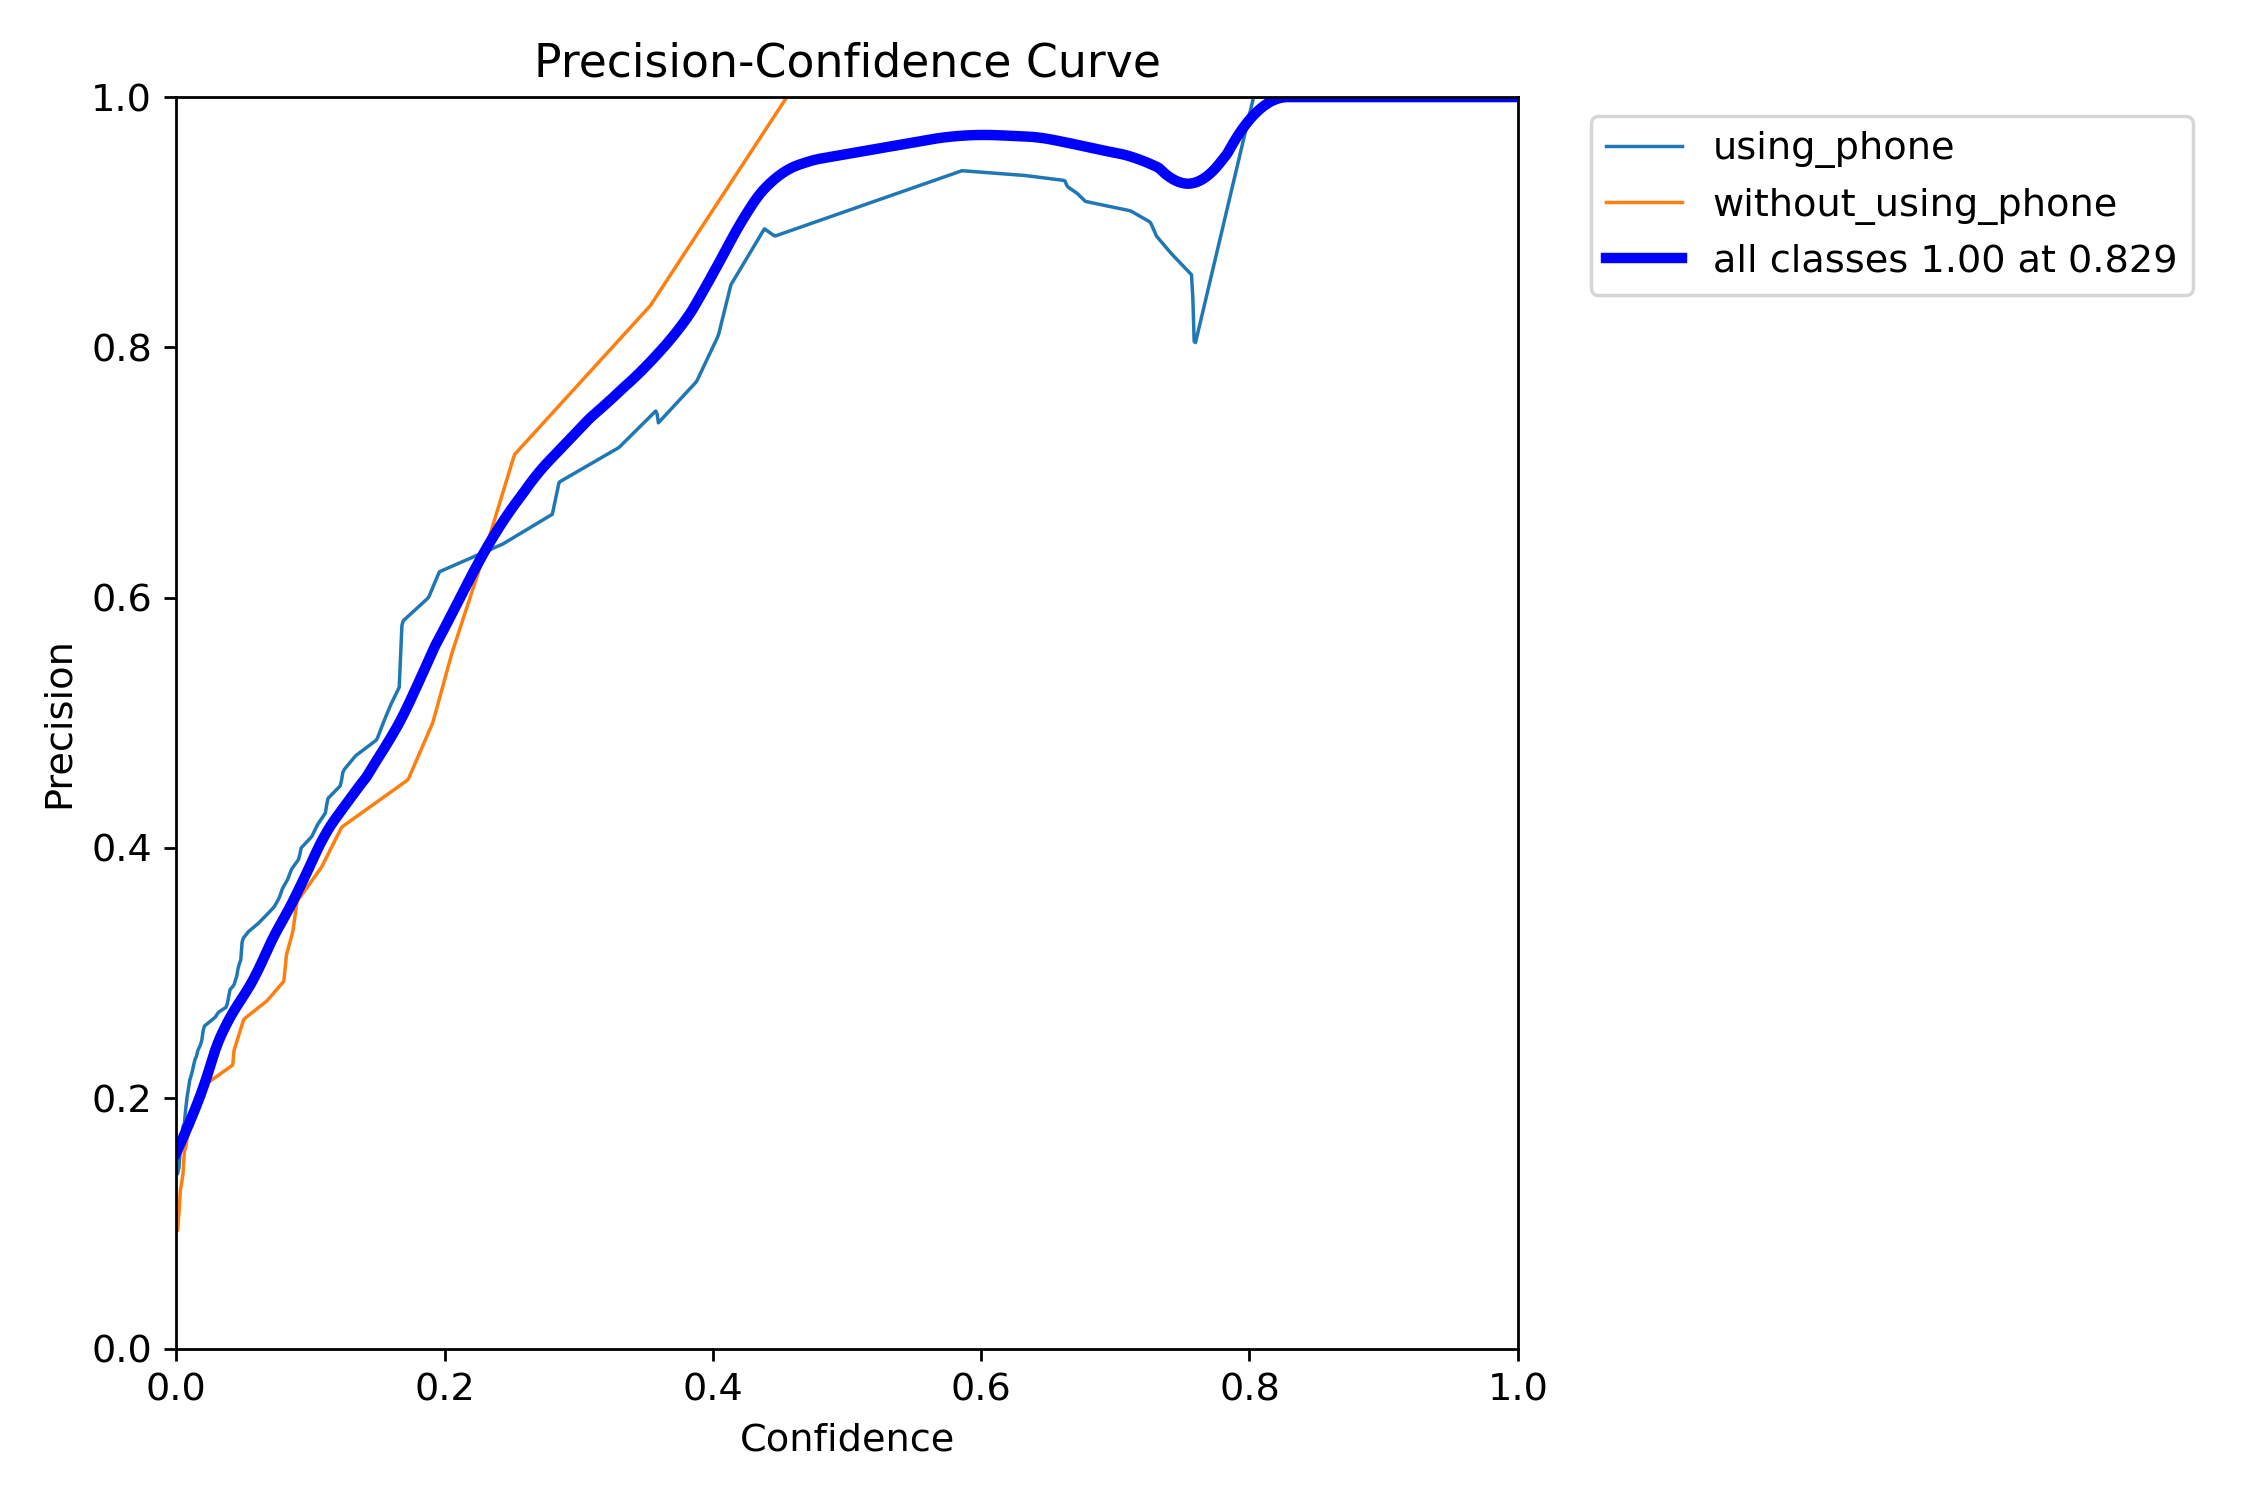 Precision-Confidence Curve
using_phone
without_using_phone
all classes 1.00 at 0.829
Precision
1.0
0.8
0.6
0.4
0.2
0.0
0.0 0.2 0.4 0.6 0.8 1.0
Confidence